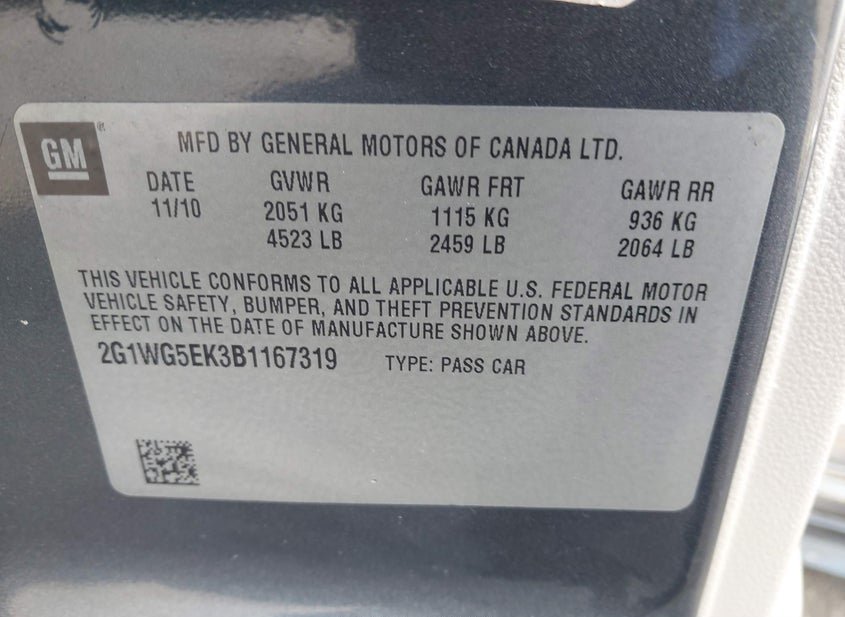 GM
MFD BY GENERAL MOTORS OF CANADA LTD.
DATE GVWR GAWR FRT GAWR RR
11/10 2051 KG 1115 KG 936 KG
4523 LB 2459 LB 2064 LB
THIS VEHICLE CONFORMS TO ALL APPLICABLE U.S. FEDERAL MOTOR
VEHICLE SAFETY, BUMPER, AND THEFT PREVENTION STANDARDS IN
EFFECT ON THE DATE OF MANUFACTURE SHOWN ABOVE.
2G1WG5EK3B1167319 TYPE: PASS CAR